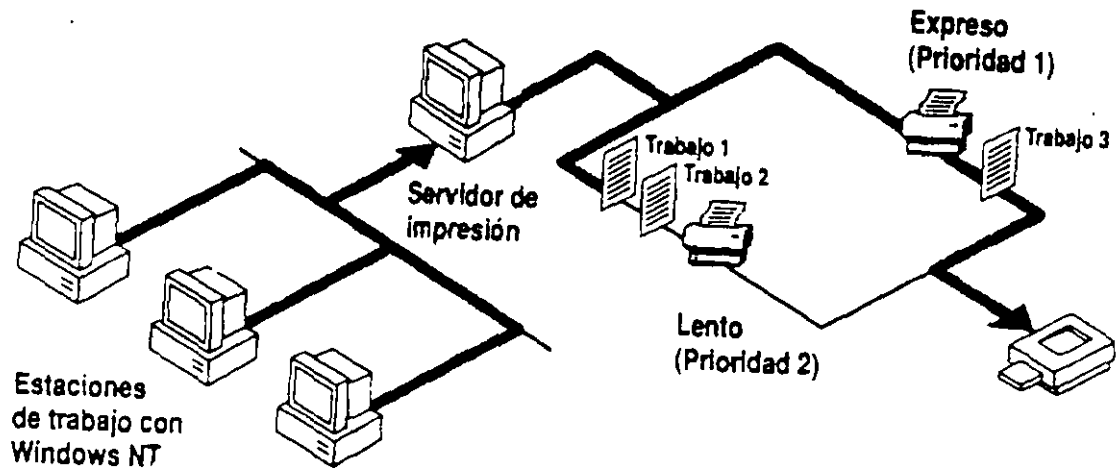 Expreso
(Prioridad 1)
Trabajo 1
Trabajo 2
Trabajo 3
Servidor de
impresión
Lento
(Prioridad 2)
Estaciones
de trabajo con
Windows NT